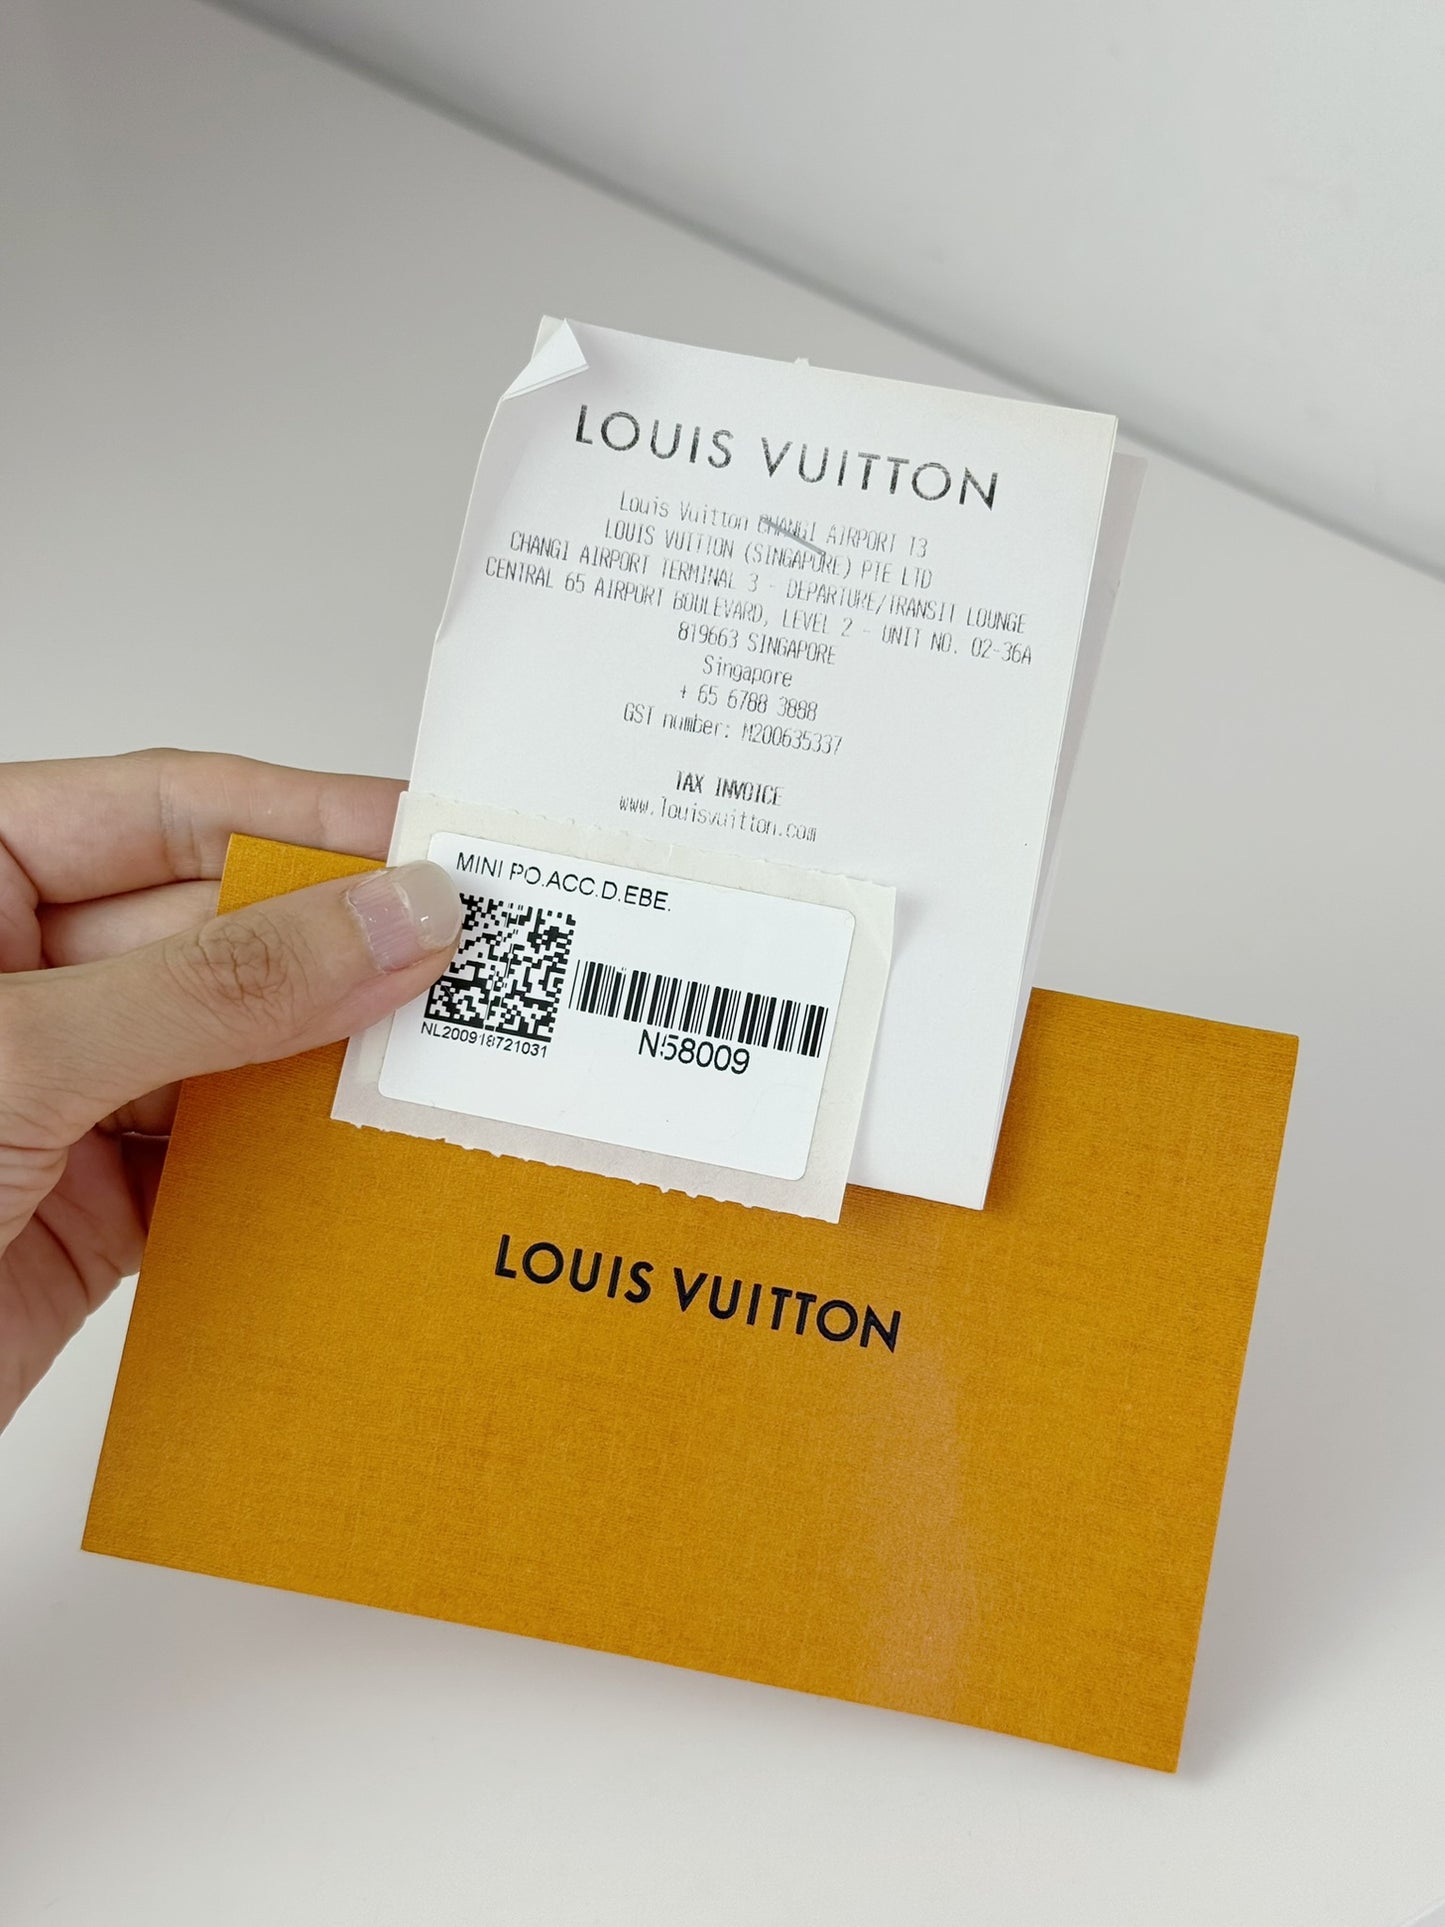 LOUIS VUITTON
Louis Vuitton CHANGI AIRPORT T3
LOUIS VUITTON (SINGAPORE) PTE LTD
CHANGI AIRPORT TERMINAL 3 - DEPARTURE/TRANSIT LOUNGE
CENTRAL 65 AIRPORT BOULEVARD, LEVEL 2 - UNIT NO. 02-36A
819663 SINGAPORE
Singapore
+ 65 6788 3888
GST number: M200635337
TAX INVOICE
www.louisvuitton.com
MINI PO.ACC.D.EBE.
NL200918721031
N58009
LOUIS VUITTON